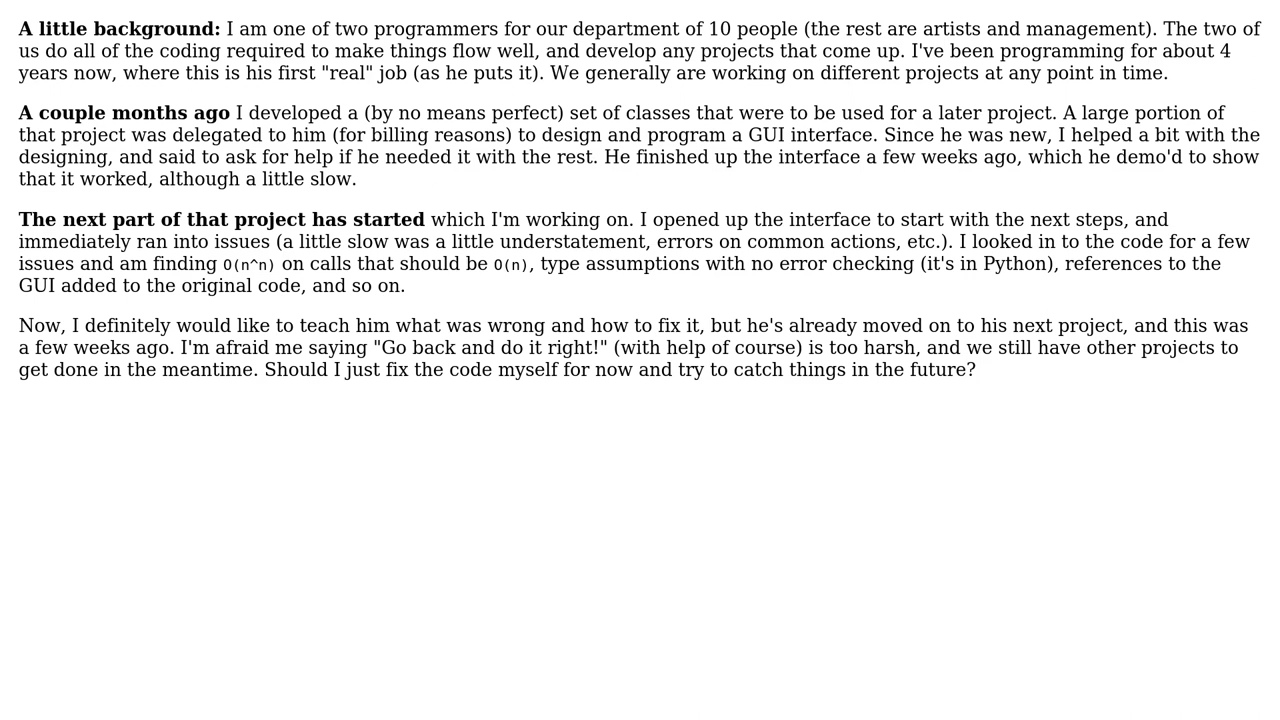 A little background: I am one of two programmers for our department of 10 people (the rest are artists and management). The two of
us do all of the coding required to make things flow well, and develop any projects that come up. I've been programming for about 4
years now, where this is his first "real" job (as he puts it). We generally are working on different projects at any point in time.
A couple months ago I developed a (by no means perfect) set of classes that were to be used for a later project. A large portion of
that project was delegated to him (for billing reasons) to design and program a GUI interface. Since he was new, I helped a bit with the
designing, and said to ask for help if he needed it with the rest. He finished up the interface a few weeks ago, which he demo'd to show
that it worked, although a little slow.
The next part of that project has started which I'm working on. I opened up the interface to start with the next steps, and
immediately ran into issues (a little slow was a little understatement, errors on common actions, etc.). I looked in to the code for a few
issues and am finding O(n^n) on calls that should be O(n), type assumptions with no error checking (it's in Python), references to the
GUI added to the original code, and so on.
Now, I definitely would like to teach him what was wrong and how to fix it, but he's already moved on to his next project, and this was
a few weeks ago. I'm afraid me saying "Go back and do it right!" (with help of course) is too harsh, and we still have other projects to
get done in the meantime. Should I just fix the code myself for now and try to catch things in the future?